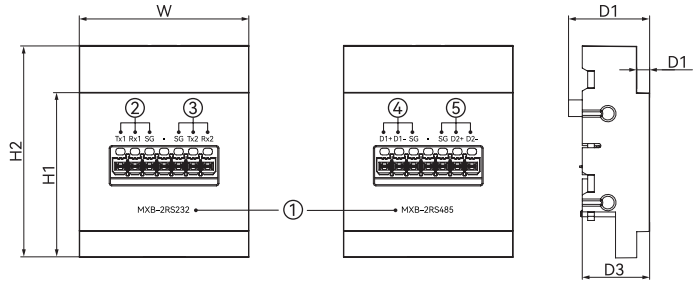 W
D1
D1
H2
H1
② ③
Tx1 Rx1 SG • SG Tx2 Rx2
④ ⑤
D1+ D1- SG • SG D2+ D2-
MXB-2RS232
①
MXB-2RS485
D3